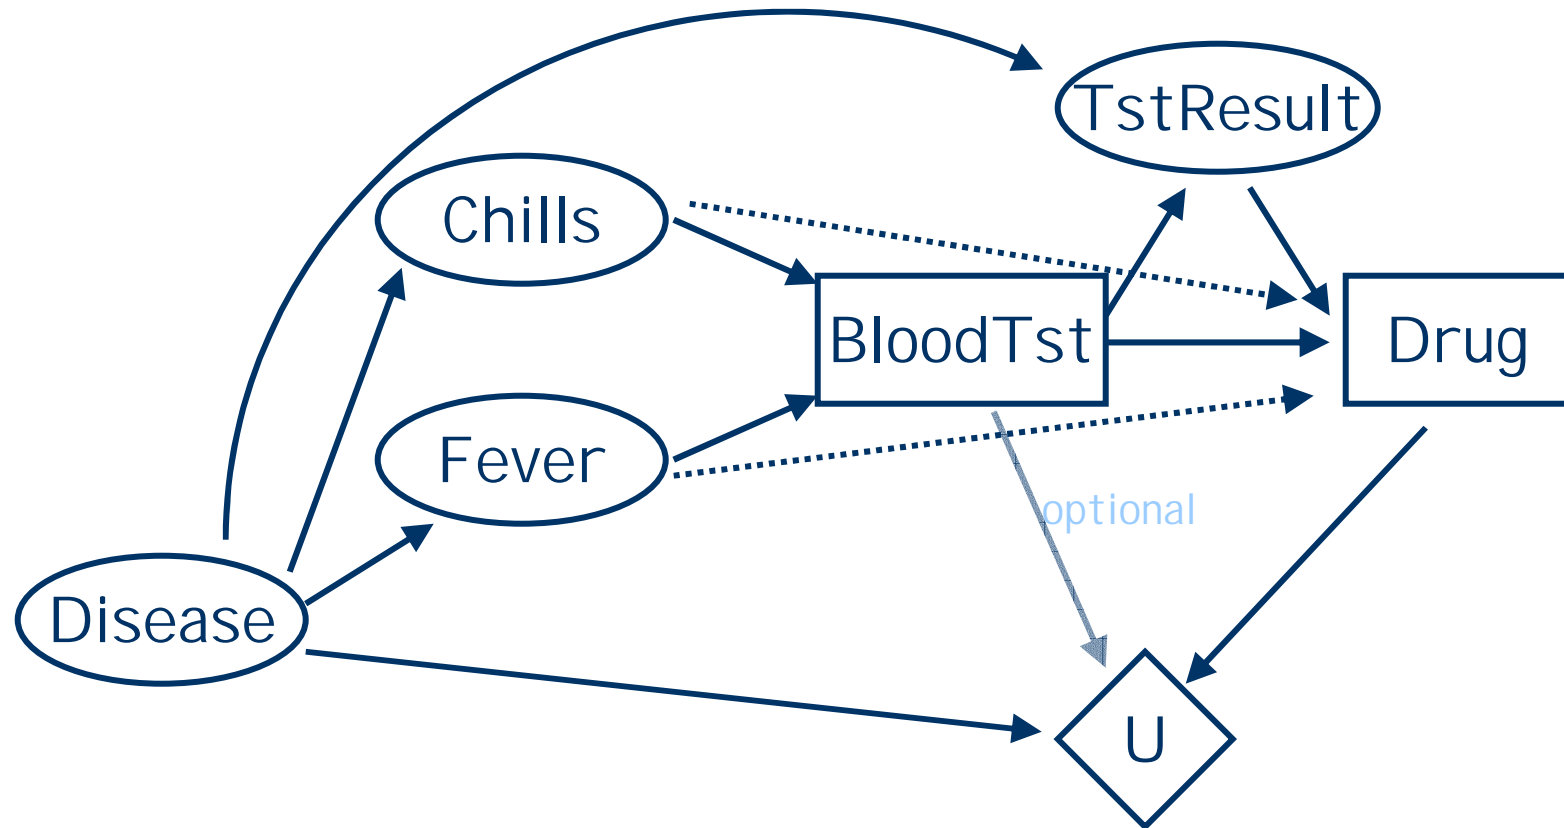 TstResult
Chills
BloodTst
Drug
Fever
optional
Disease
U